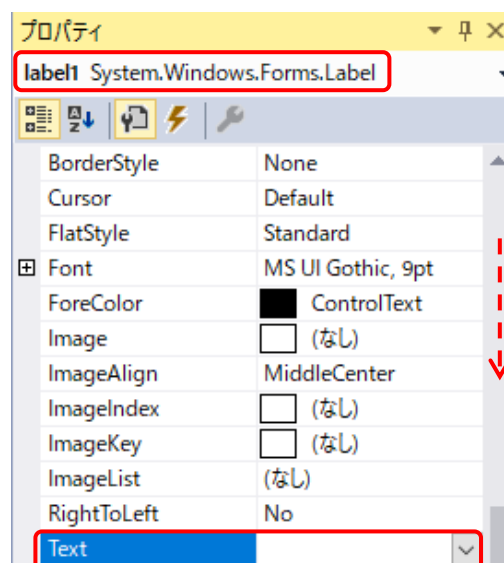 プロパティ
label1 System.Windows.Forms.Label
BorderStyle None
Cursor Default
FlatStyle Standard
Font MS UI Gothic, 9pt
ForeColor ControlText
Image (なし)
ImageAlign MiddleCenter
ImageIndex (なし)
ImageKey (なし)
ImageList (なし)
RightToLeft No
Text